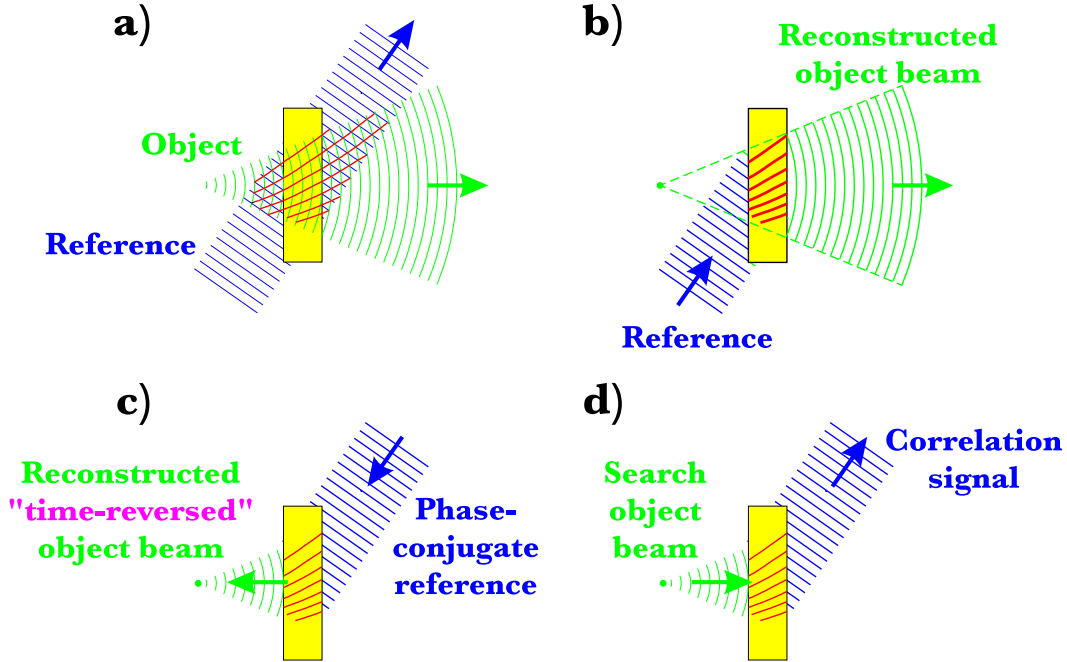 a)
Object
Reference
b)
Reconstructed
object beam
Reference
c)
Reconstructed
"time-reversed"
object beam
Phase-
conjugate
reference
d)
Search
object
beam
Correlation
signal